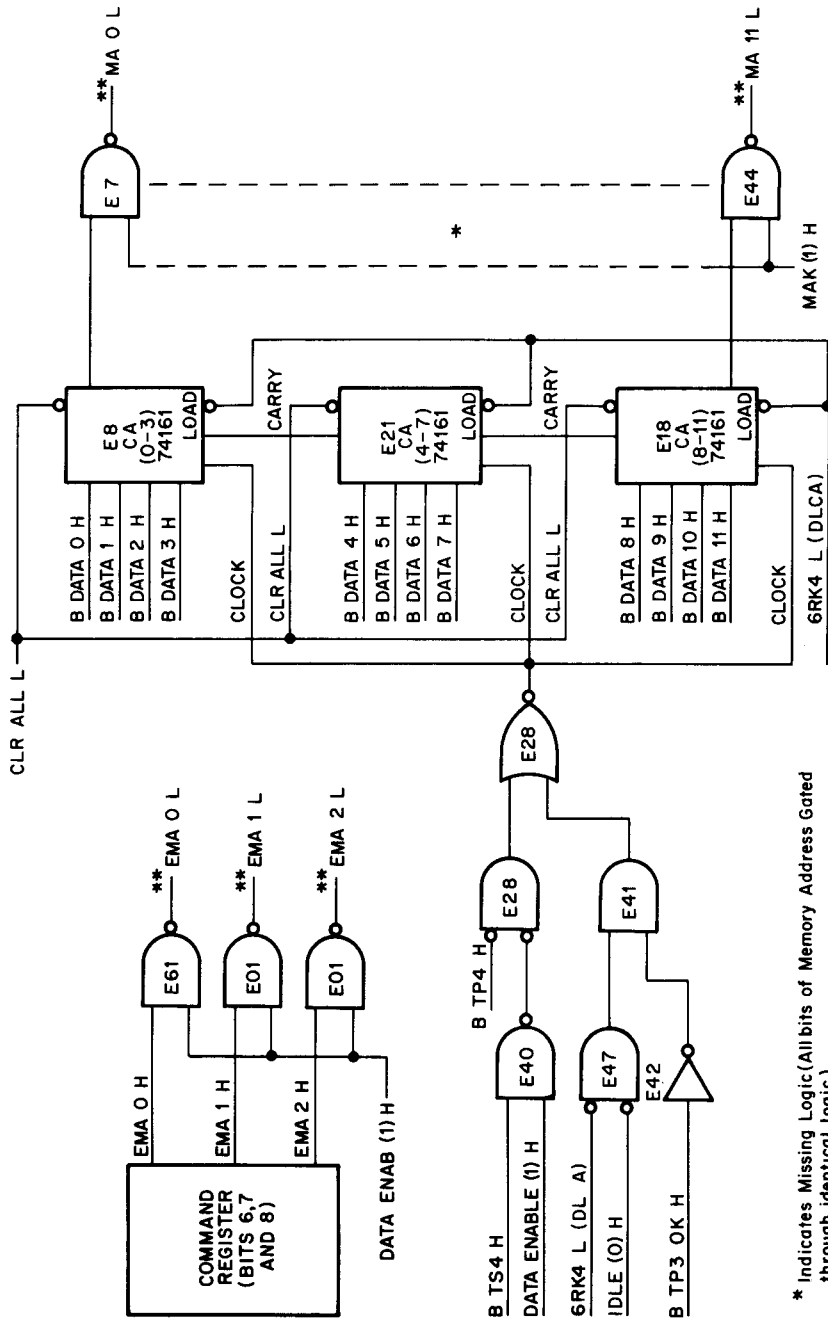 COMMAND
REGISTER
(BITS 6,7
AND 8)
EMA 0 H
EMA 1 H
EMA 2 H
DATA ENAB (1) H
E61
E01
E01
** EMA 0 L
** EMA 1 L
** EMA 2 L
CLR ALL L
B DATA 0 H
B DATA 1 H
B DATA 2 H
B DATA 3 H
E8
CA
(0-3)
74161
LOAD
CLOCK
CARRY
E7
** MA 0 L
B DATA 4 H
B DATA 5 H
B DATA 6 H
B DATA 7 H
CLR ALL L
E21
CA
(4-7)
74161
LOAD
CLOCK
CARRY
*
B DATA 8 H
B DATA 9 H
B DATA 10 H
B DATA 11 H
CLR ALL L
E18
CA
(8-11)
74161
LOAD
CLOCK
6RK4 L (DLCA)
E44
** MA 11 L
MAK (1) H
B TS4 H
DATA ENABLE (1) H
E40
B TP4 H
E28
E28
6RK4 L (DL A)
IDLE (0) H
E47
E41
E42
B TP3 OK H
* Indicates Missing Logic (All bits of Memory Address Gated
through identical logic)